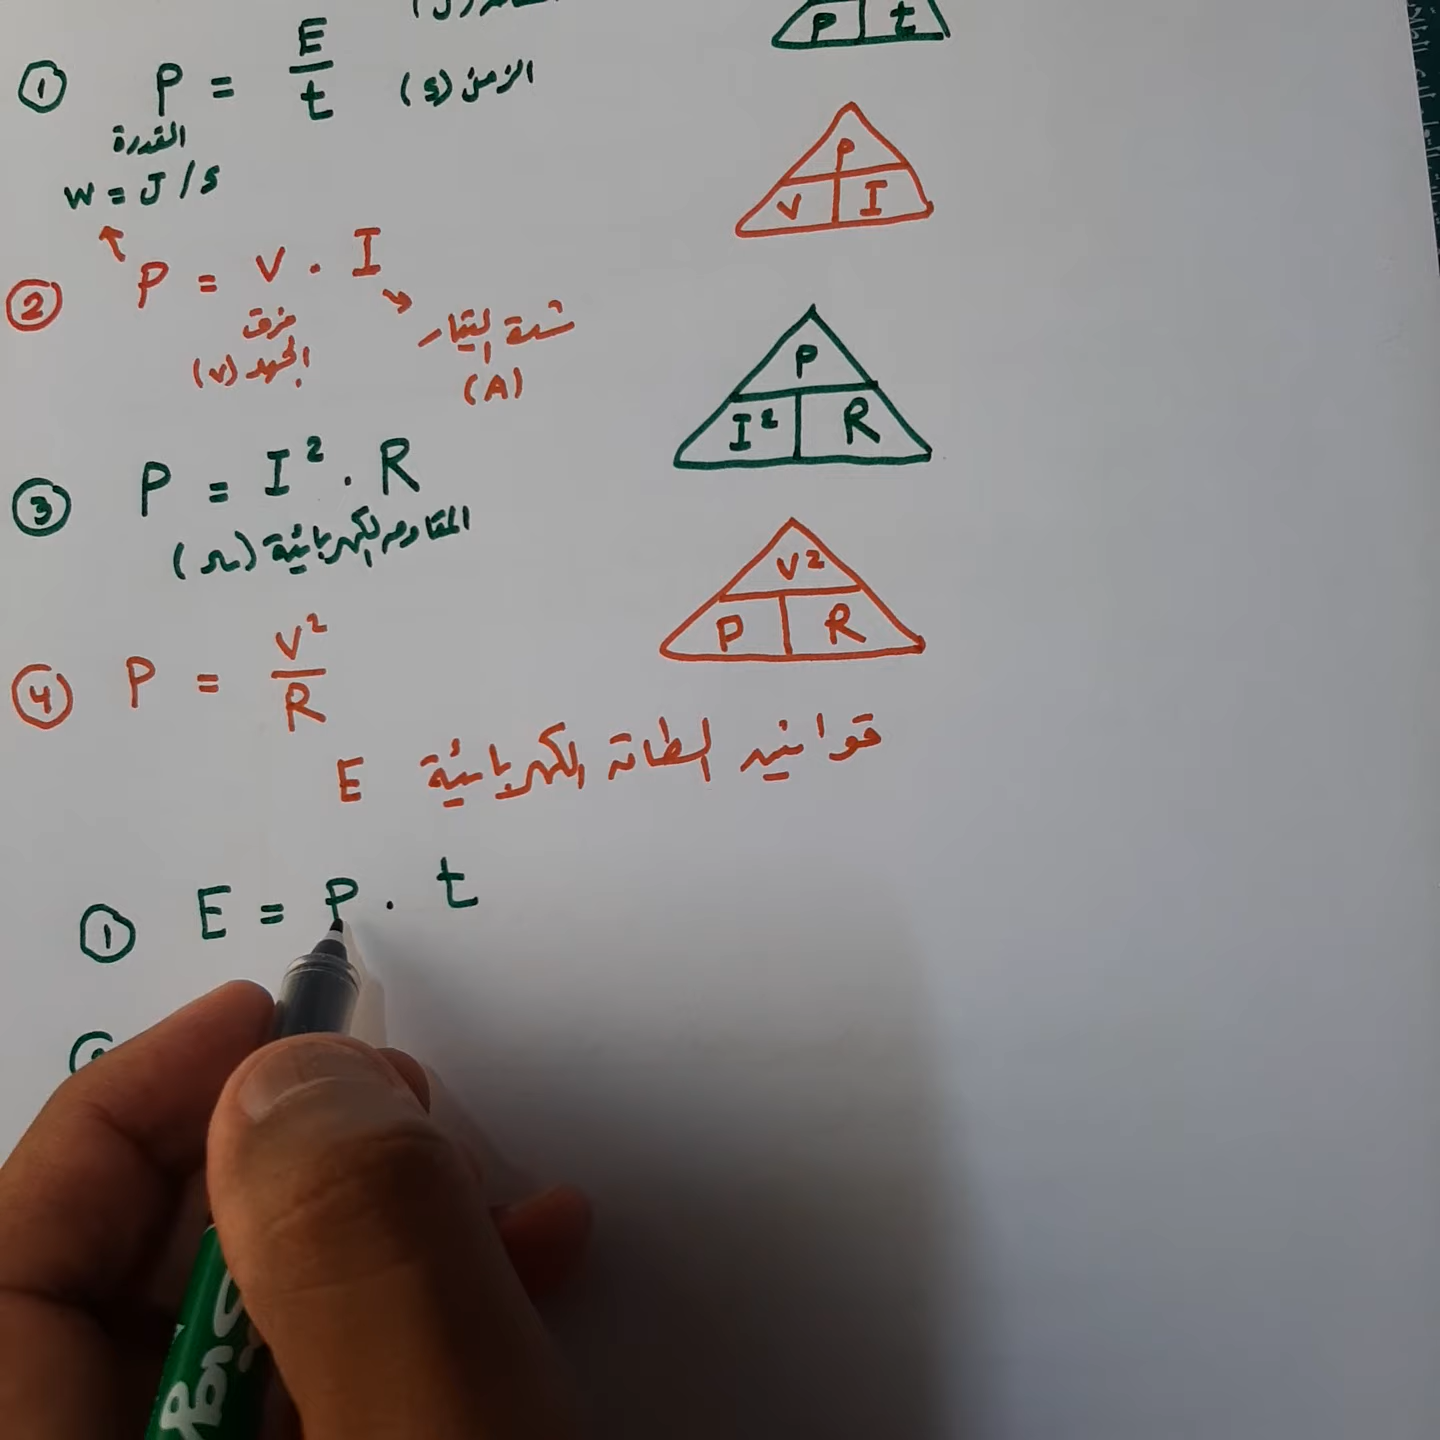 ① P = E/t الزمن (s)
القدرة
W = J/s
P t
② P = V . I
فرق الجهد (V)
شدة التيار (A)
P
V I
③ P = I² . R
المقاومة الكهربائية (Ω)
P
I² R
④ P = V²/R
V²
P R
قوانين الطاقة الكهربائية E
① E = P . t